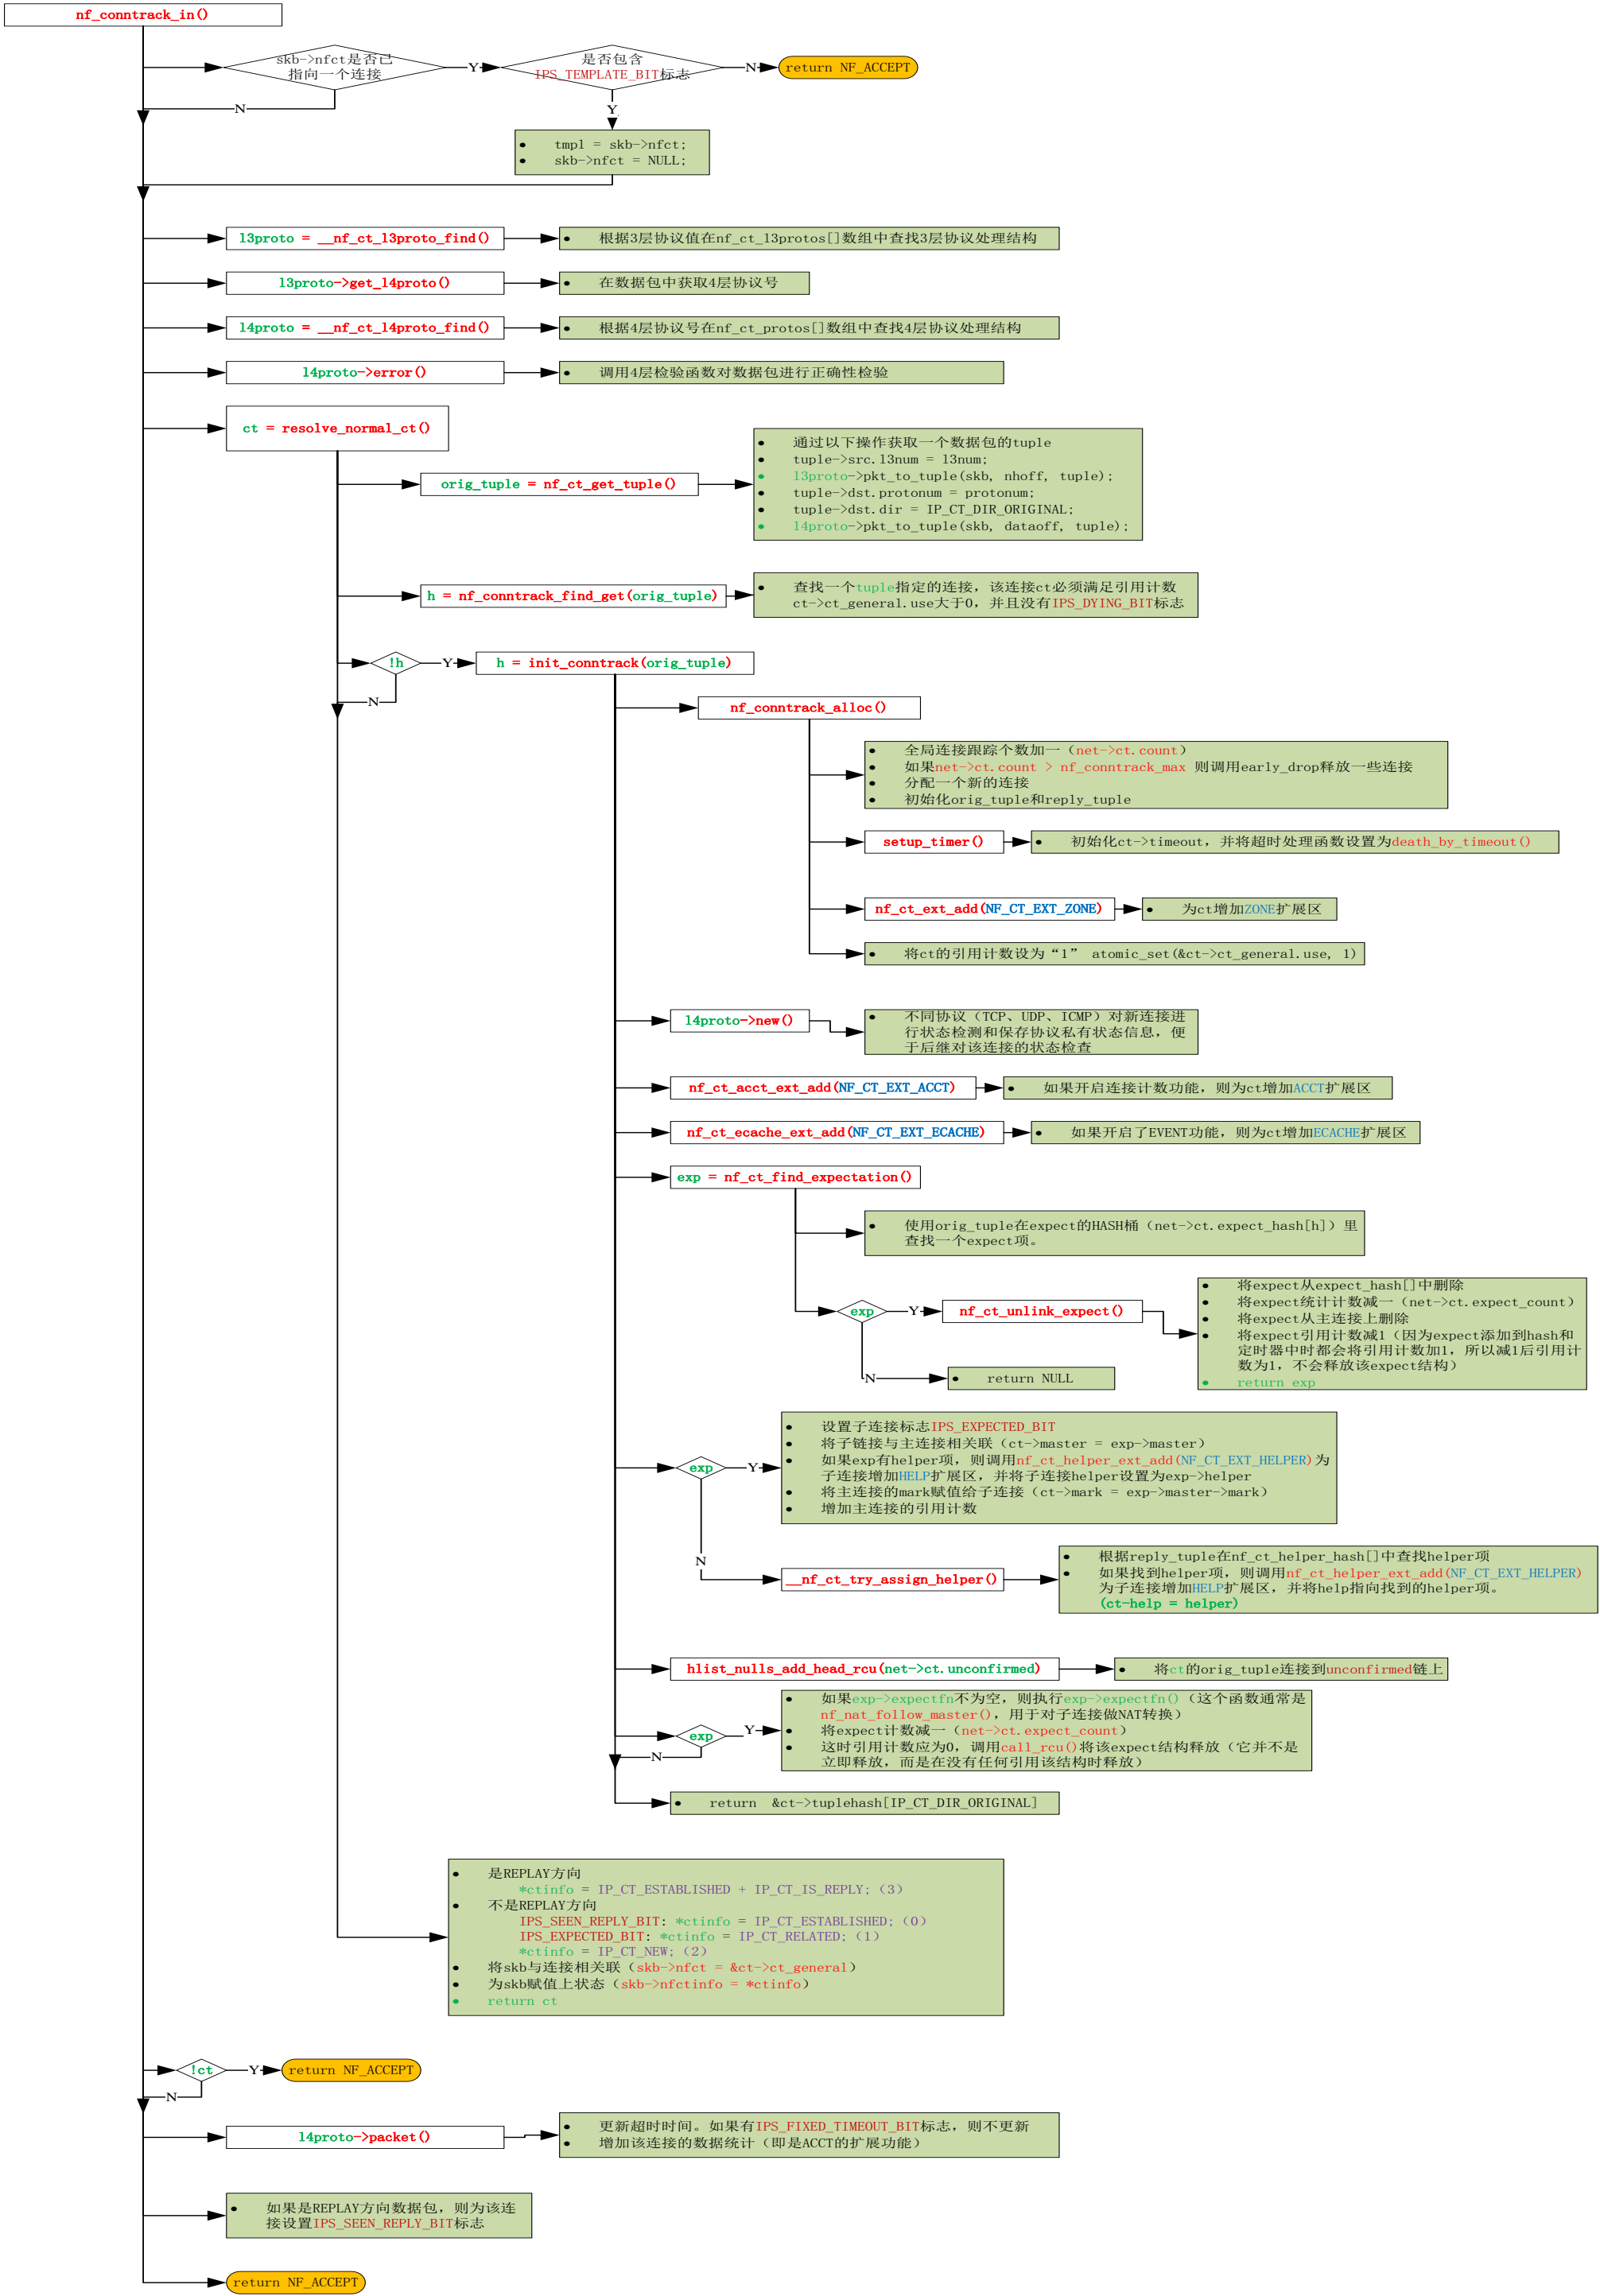 nf_conntrack_in()
skb->nfct是否已
指向一个连接
Y
是否包含
IPS_TEMPLATE_BIT标志
N
return NF_ACCEPT
N
Y
• tmpl = skb->nfct;
• skb->nfct = NULL;
l3proto = __nf_ct_l3proto_find()
• 根据3层协议值在nf_ct_l3protos[]数组中查找3层协议处理结构
l3proto->get_l4proto()
• 在数据包中获取4层协议号
l4proto = __nf_ct_l4proto_find()
• 根据4层协议号在nf_ct_protos[]数组中查找4层协议处理结构
l4proto->error()
• 调用4层检验函数对数据包进行正确性检验
ct = resolve_normal_ct()
orig_tuple = nf_ct_get_tuple()
• 通过以下操作获取一个数据包的tuple
• tuple->src.l3num = l3num;
• l3proto->pkt_to_tuple(skb, nhoff, tuple);
• tuple->dst.protonum = protonum;
• tuple->dst.dir = IP_CT_DIR_ORIGINAL;
• l4proto->pkt_to_tuple(skb, dataoff, tuple);
h = nf_conntrack_find_get(orig_tuple)
• 查找一个tuple指定的连接，该连接ct必须满足引用计数
ct->ct_general.use大于0，并且没有IPS_DYING_BIT标志
!h
Y
h = init_conntrack(orig_tuple)
N
nf_conntrack_alloc()
• 全局连接跟踪个数加一（net->ct.count）
• 如果net->ct.count > nf_conntrack_max 则调用early_drop释放一些连接
• 分配一个新的连接
• 初始化orig_tuple和reply_tuple
setup_timer()
• 初始化ct->timeout，并将超时处理函数设置为death_by_timeout()
nf_ct_ext_add(NF_CT_EXT_ZONE)
• 为ct增加ZONE扩展区
• 将ct的引用计数设为“1” atomic_set(&ct->ct_general.use, 1)
l4proto->new()
• 不同协议（TCP、UDP、ICMP）对新连接进
行状态检测和保存协议私有状态信息，便
于后继对该连接的状态检查
nf_ct_acct_ext_add(NF_CT_EXT_ACCT)
• 如果开启连接计数功能，则为ct增加ACCT扩展区
nf_ct_ecache_ext_add(NF_CT_EXT_ECACHE)
• 如果开启了EVENT功能，则为ct增加ECACHE扩展区
exp = nf_ct_find_expectation()
• 使用orig_tuple在expect的HASH桶（net->ct.expect_hash[h]）里
查找一个expect项。
exp
Y
nf_ct_unlink_expect()
• 将expect从expect_hash[]中删除
• 将expect统计计数减一（net->ct.expect_count）
• 将expect从主连接上删除
• 将expect引用计数减1（因为expect添加到hash和
定时器中时都会将引用计数加1，所以减1后引用计
数为1，不会释放该expect结构）
• return exp
N
• return NULL
exp
Y
• 设置子连接标志IPS_EXPECTED_BIT
• 将子链接与主连接相关联（ct->master = exp->master）
• 如果exp有helper项，则调用nf_ct_helper_ext_add(NF_CT_EXT_HELPER)为
子连接增加HELP扩展区，并将子连接helper设置为exp->helper
• 将主连接的mark赋值给子连接（ct->mark = exp->master->mark）
• 增加主连接的引用计数
N
__nf_ct_try_assign_helper()
• 根据reply_tuple在nf_ct_helper_hash[]中查找helper项
• 如果找到helper项，则调用nf_ct_helper_ext_add(NF_CT_EXT_HELPER)
为子连接增加HELP扩展区，并将help指向找到的helper项。
(ct-help = helper)
hlist_nulls_add_head_rcu(net->ct.unconfirmed)
• 将ct的orig_tuple连接到unconfirmed链上
exp
Y
• 如果exp->expectfn不为空，则执行exp->expectfn()（这个函数通常是
nf_nat_follow_master()，用于对子连接做NAT转换）
• 将expect计数减一（net->ct.expect_count）
• 这时引用计数应为0，调用call_rcu()将该expect结构释放（它并不是
立即释放，而是在没有任何引用该结构时释放）
N
• return &ct->tuplehash[IP_CT_DIR_ORIGINAL]
• 是REPLAY方向
*ctinfo = IP_CT_ESTABLISHED + IP_CT_IS_REPLY;（3）
• 不是REPLAY方向
IPS_SEEN_REPLY_BIT: *ctinfo = IP_CT_ESTABLISHED;（0）
IPS_EXPECTED_BIT: *ctinfo = IP_CT_RELATED;（1）
*ctinfo = IP_CT_NEW;（2）
• 将skb与连接相关联（skb->nfct = &ct->ct_general）
• 为skb赋值上状态（skb->nfctinfo = *ctinfo）
• return ct
!ct
Y
return NF_ACCEPT
N
l4proto->packet()
• 更新超时时间。如果有IPS_FIXED_TIMEOUT_BIT标志，则不更新
• 增加该连接的数据统计（即是ACCT的扩展功能）
• 如果是REPLAY方向数据包，则为该连
接设置IPS_SEEN_REPLY_BIT标志
return NF_ACCEPT